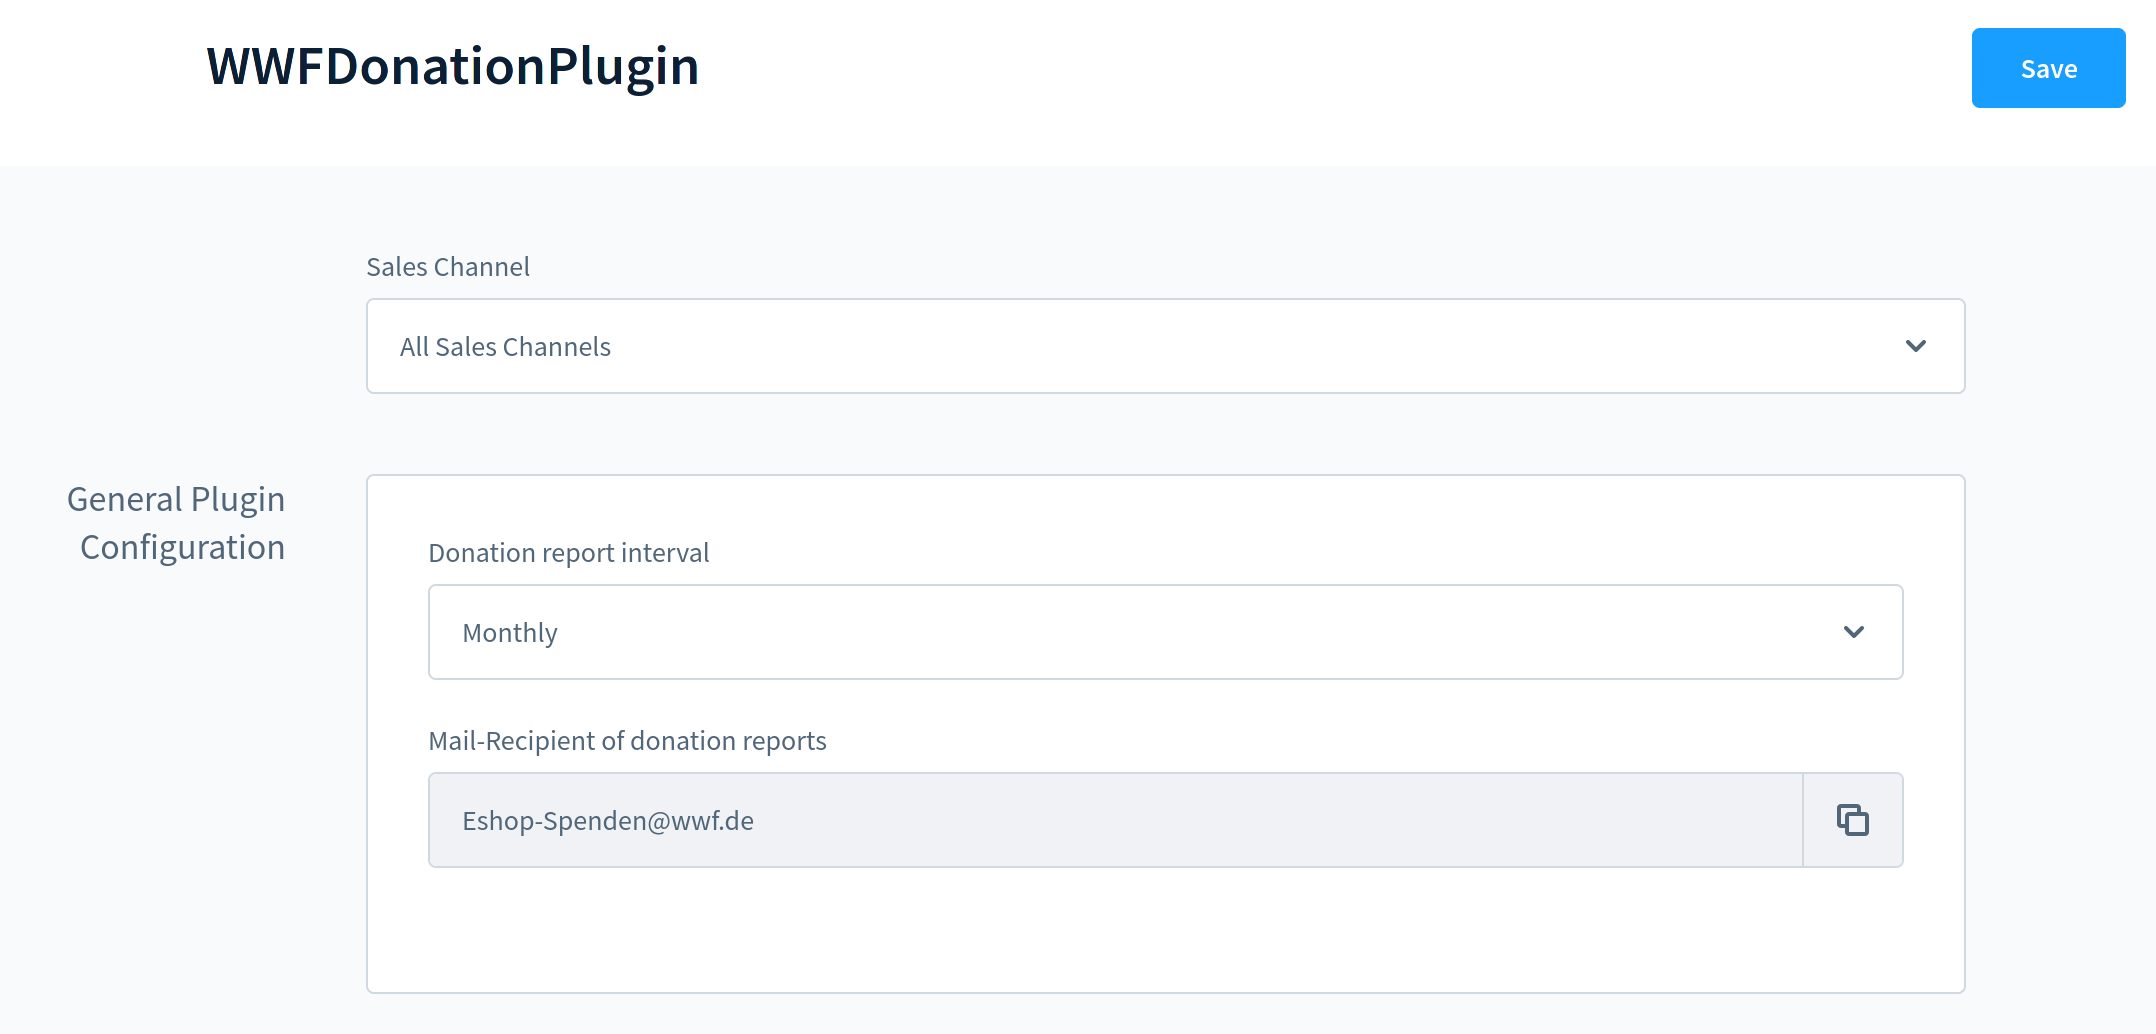 WWFDonationPlugin
Save
Sales Channel
All Sales Channels
General Plugin
Configuration
Donation report interval
Monthly
Mail-Recipient of donation reports
Eshop-Spenden@wwf.de